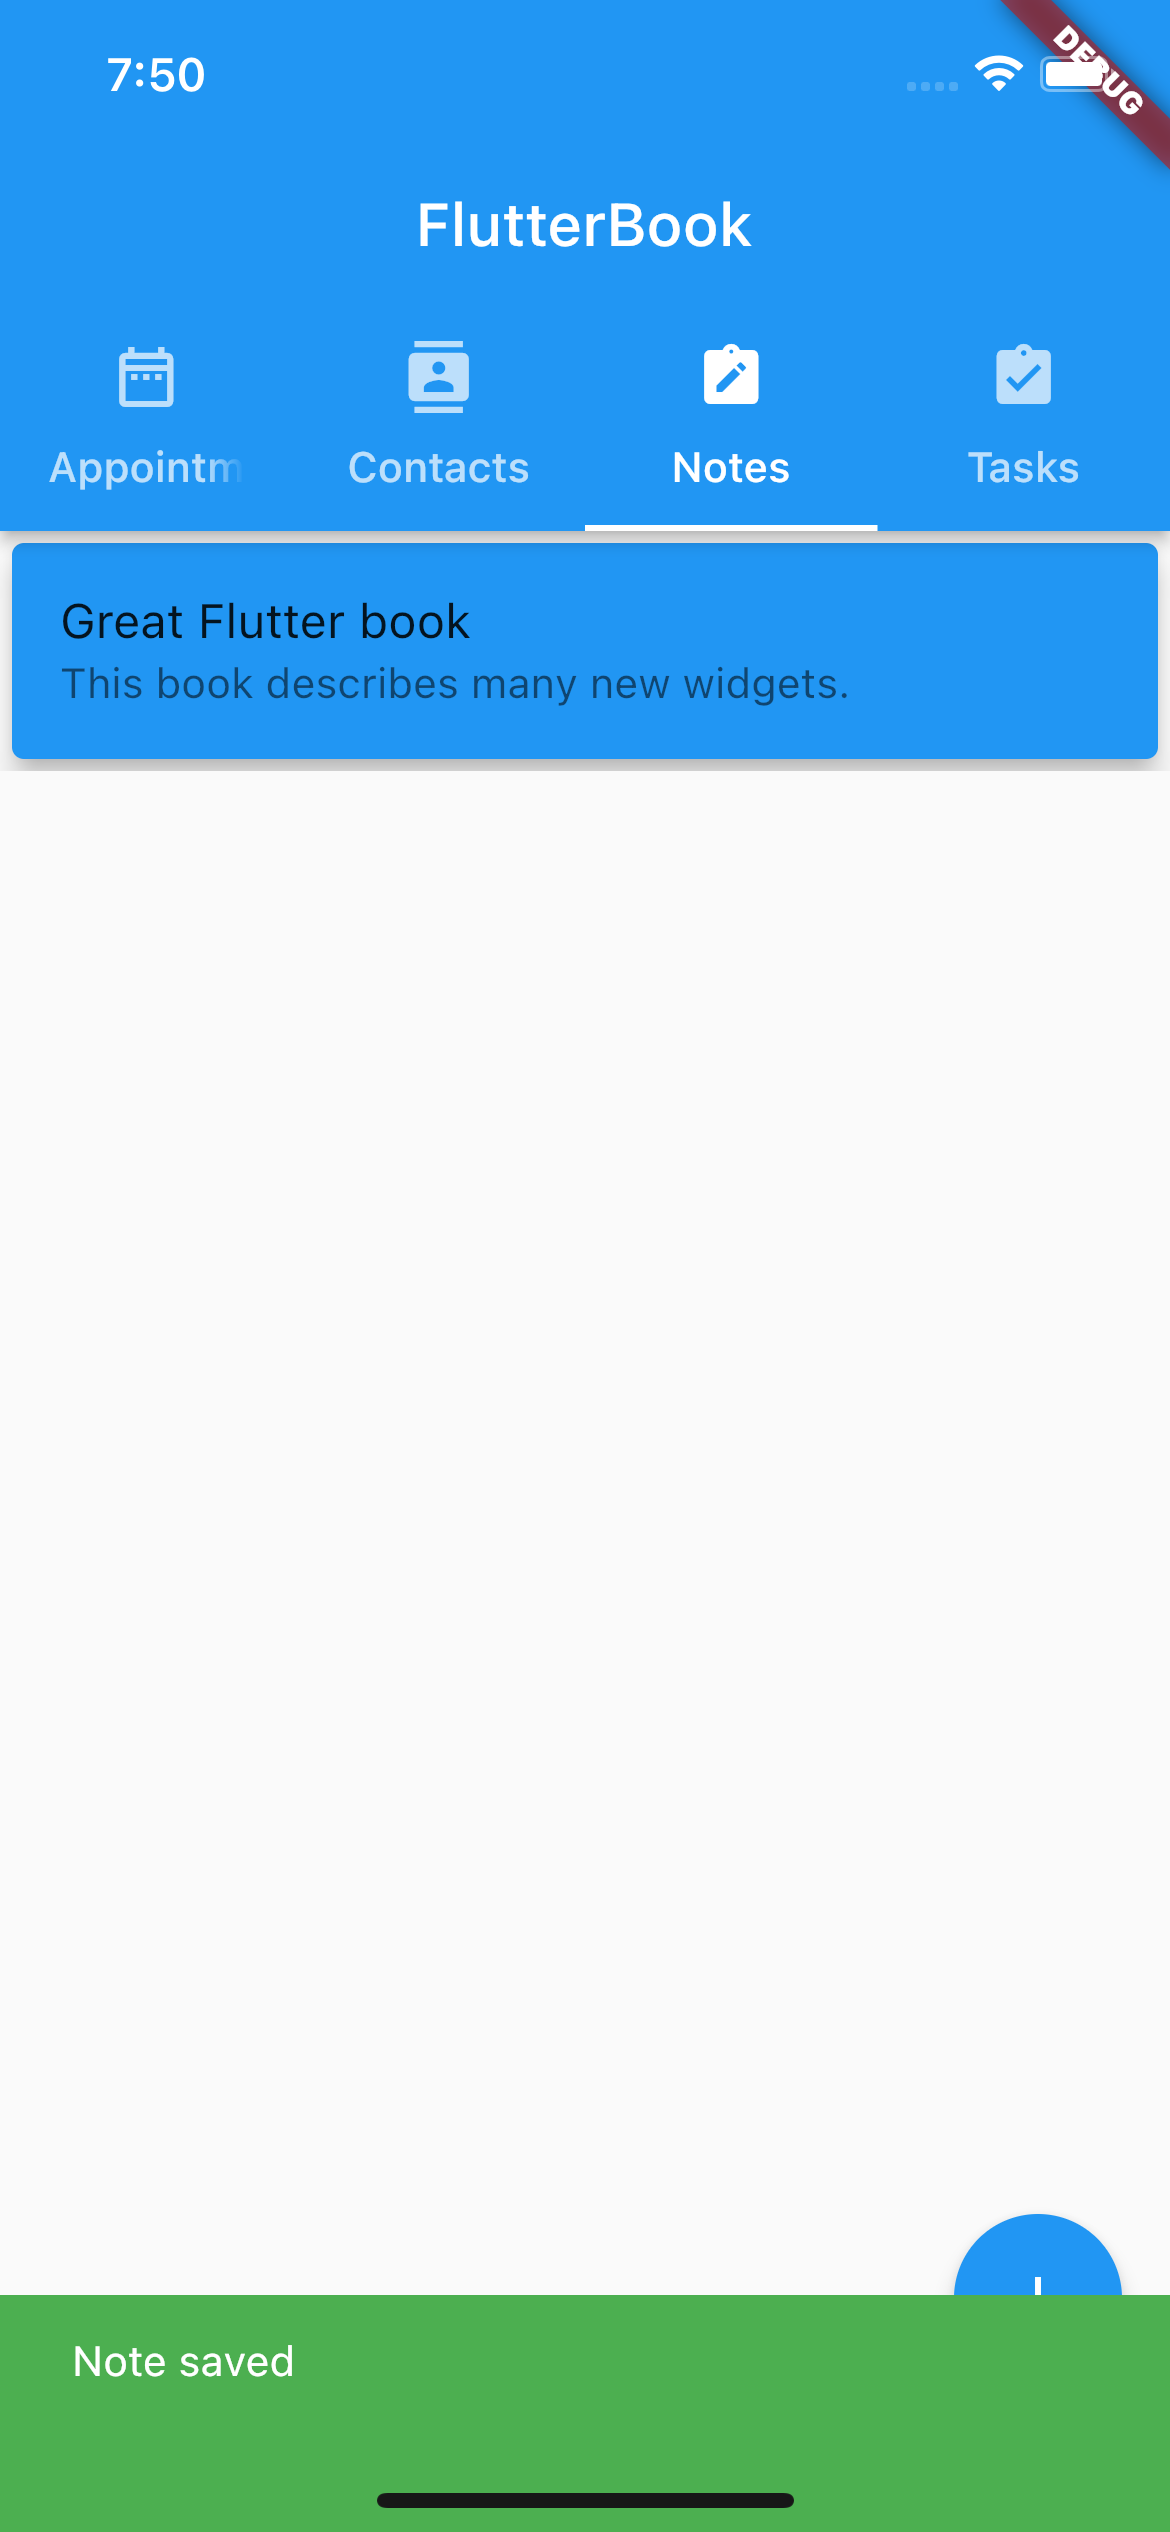 7:50
DEBUG
FlutterBook
Appointm
Contacts
Notes
Tasks
Great Flutter book
This book describes many new widgets.
Note saved